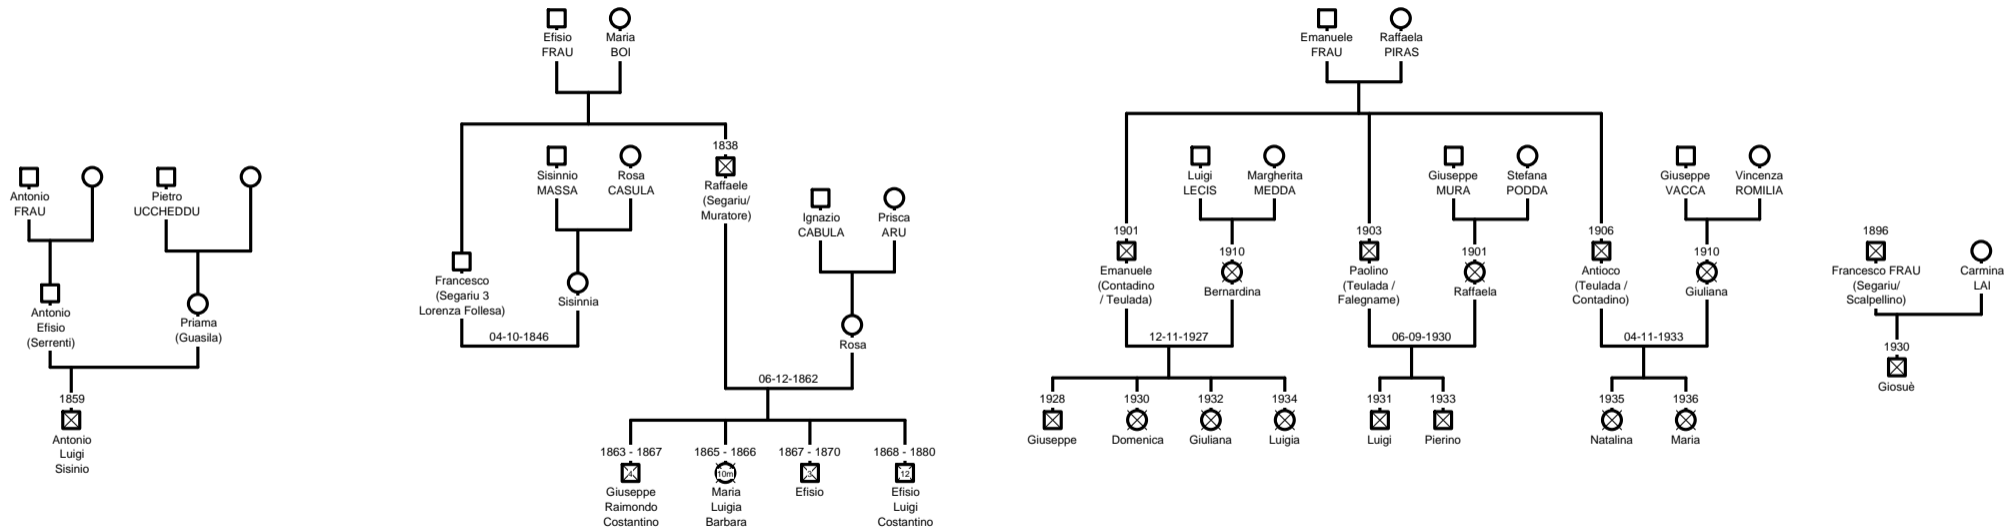 Efisio
FRAU
Maria
BOI
Emanuele
FRAU
Raffaela
PIRAS
Antonio
FRAU
Pietro
UCCHEDDU
Sisinnio
MASSA
Rosa
CASULA
1838
Raffaele
(Segariu/
Muratore)
Ignazio
CABULA
Prisca
ARU
Luigi
LECIS
Margherita
MEDDA
Giuseppe
MURA
Stefana
PODDA
Giuseppe
VACCA
Vincenza
ROMILIA
Antonio
Efisio
(Serrenti)
Priama
(Guasila)
Francesco
(Segariu 3
Lorenza Follesa)
Sisinnia
04-10-1846
Rosa
1901
Emanuele
(Contadino
/ Teulada)
1910
Bernardina
1903
Paolino
(Teulada /
Falegname)
1901
Raffaela
1906
Antioco
(Teulada /
Contadino)
1910
Giuliana
1896
Francesco FRAU
(Segariu/
Scalpellino)
Carmina
LAI
12-11-1927
06-09-1930
04-11-1933
1930
Giosuè
06-12-1862
1859
Antonio
Luigi
Sisinio
1863 - 1867
4
Giuseppe
Raimondo
Costantino
1865 - 1866
10m
Maria
Luigia
Barbara
1867 - 1870
3
Efisio
1868 - 1880
12
Efisio
Luigi
Costantino
1928
Giuseppe
1930
Domenica
1932
Giuliana
1934
Luigia
1931
Luigi
1933
Pierino
1935
Natalina
1936
Maria